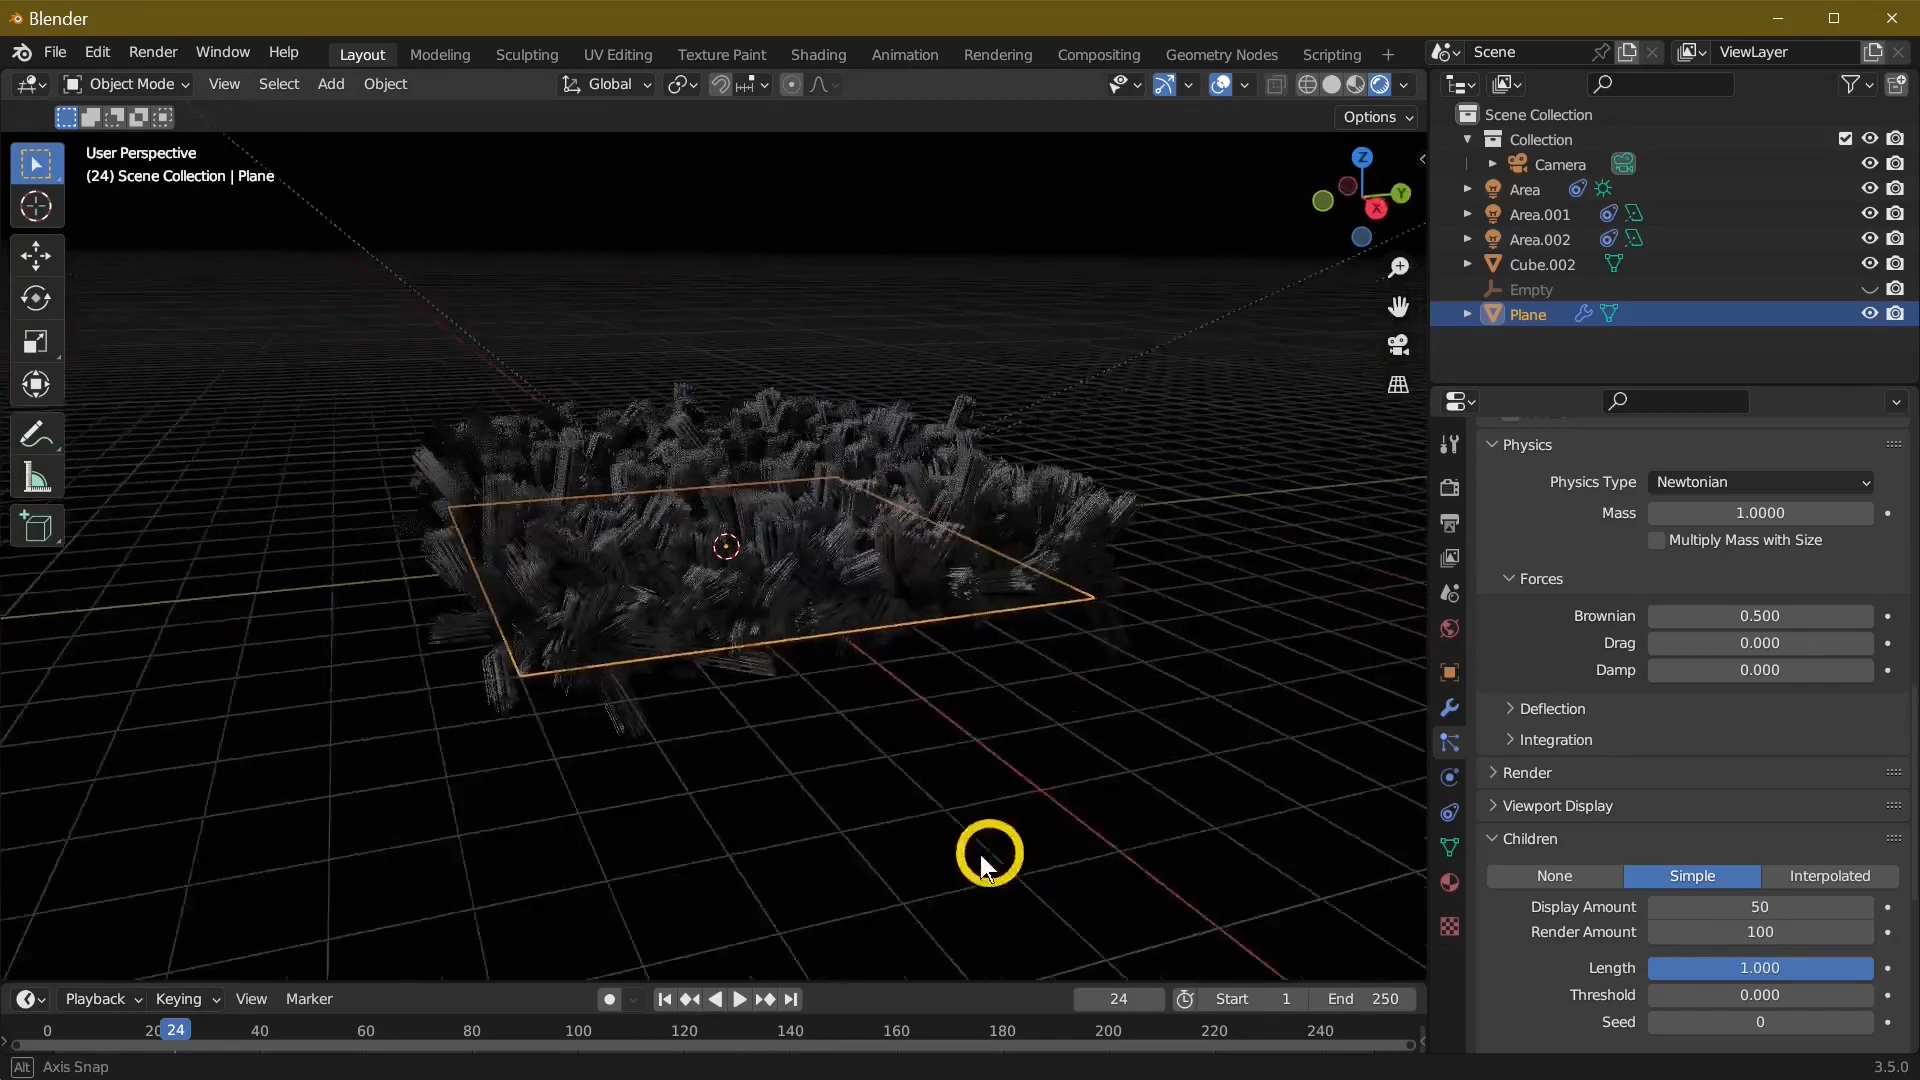 Blender
File Edit Render Window Help Layout Modeling Sculpting UV Editing Texture Paint Shading Animation Rendering Compositing Geometry Nodes Scripting + Scene ViewLayer
Object Mode View Select Add Object Global
Options
User Perspective
(24) Scene Collection | Plane
Z
Y
X
Scene Collection
Collection
Camera
Area
Area.001
Area.002
Cube.002
Empty
Plane
Physics
Physics Type Newtonian
Mass 1.0000
Multiply Mass with Size
Forces
Brownian 0.500
Drag 0.000
Damp 0.000
Deflection
Integration
Render
Viewport Display
Children
None Simple Interpolated
Display Amount 50
Render Amount 100
Length 1.000
Threshold 0.000
Seed 0
Playback Keying View Marker 24 Start 1 End 250
0 20 24 40 60 80 100 120 140 160 180 200 220 240
Alt Axis Snap 3.5.0